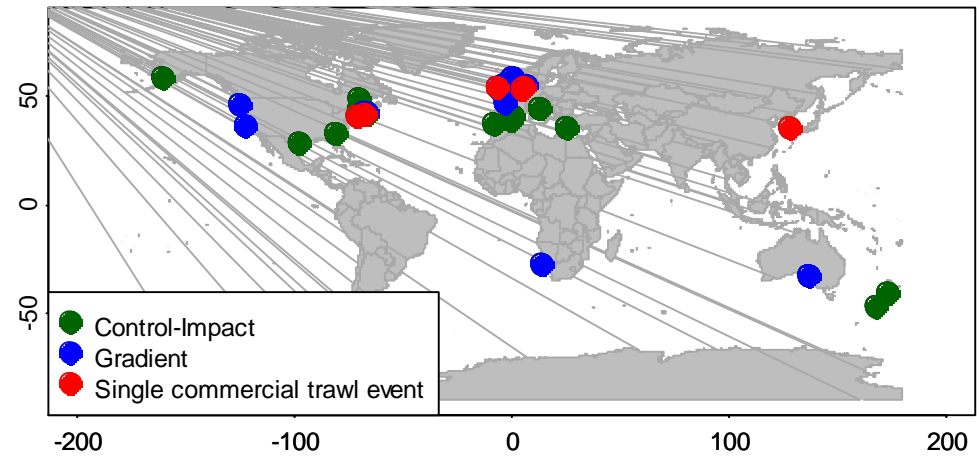 50
0
-50
Control-Impact
Gradient
Single commercial trawl event
-200 -100 0 100 200